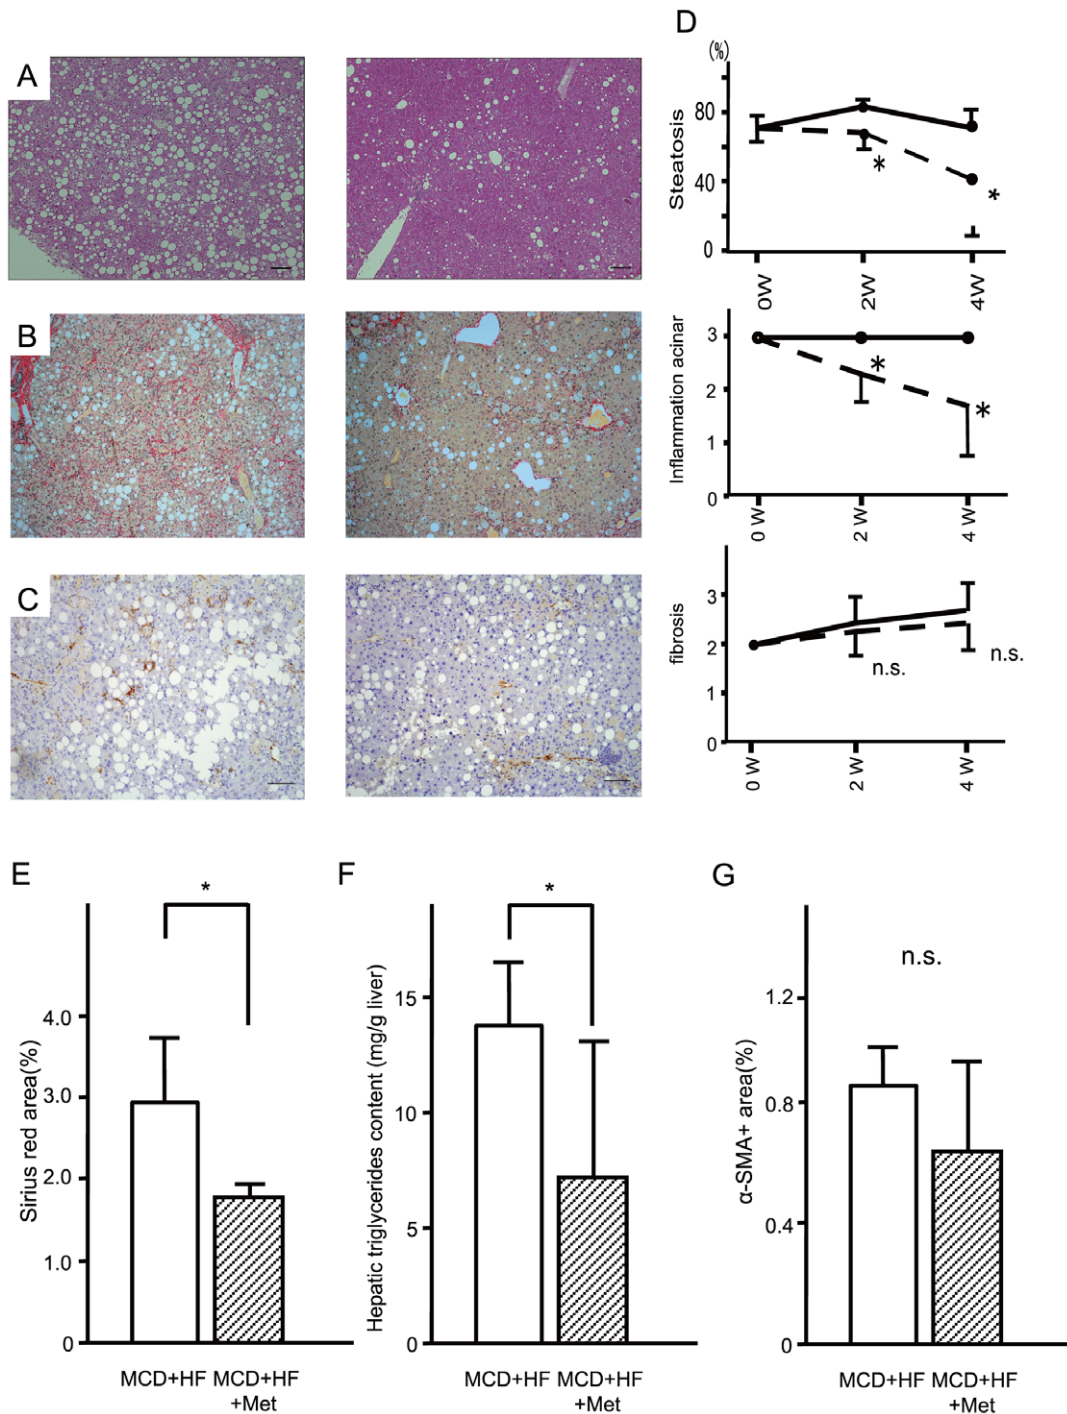 A
B
C
D
(%)
Steatosis
80
40
0
0W
2W
4W
*
*
Inflammation acinar
3
2
1
0
0 W
2 W
4 W
*
*
fibrosis
3
2
1
0
0 W
2 W
4 W
n.s.
n.s.
E
Sirius red area(%)
4.0
3.0
2.0
1.0
0
*
MCD+HF
MCD+HF
+Met
F
Hepatic triglycerides content (mg/g liver)
15
10
5
0
*
MCD+HF
MCD+HF
+Met
G
α-SMA+ area(%)
1.2
0.8
0.4
0
n.s.
MCD+HF
MCD+HF
+Met